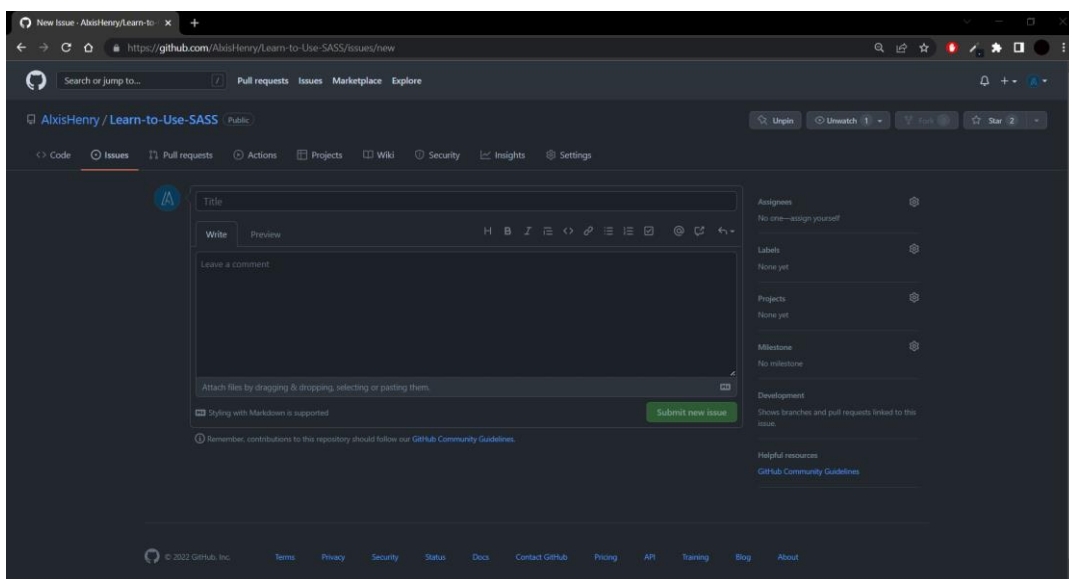 New Issue · AlxisHenry/Learn-to-
https://github.com/AlxisHenry/Learn-to-Use-SASS/issues/new
Search or jump to... / Pull requests Issues Marketplace Explore
AlxisHenry / Learn-to-Use-SASS Public Unpin Unwatch 1 Fork 0 Star 2
Code Issues Pull requests Actions Projects Wiki Security Insights Settings
Title
Write Preview
Leave a comment
Attach files by dragging & dropping, selecting or pasting them.
Styling with Markdown is supported
Submit new issue
Remember, contributions to this repository should follow our GitHub Community Guidelines.
Assignees
No one—assign yourself
Labels
None yet
Projects
None yet
Milestone
No milestone
Development
Shows branches and pull requests linked to this
issue.
Helpful resources
GitHub Community Guidelines
© 2022 GitHub, Inc. Terms Privacy Security Status Docs Contact GitHub Pricing API Training Blog About